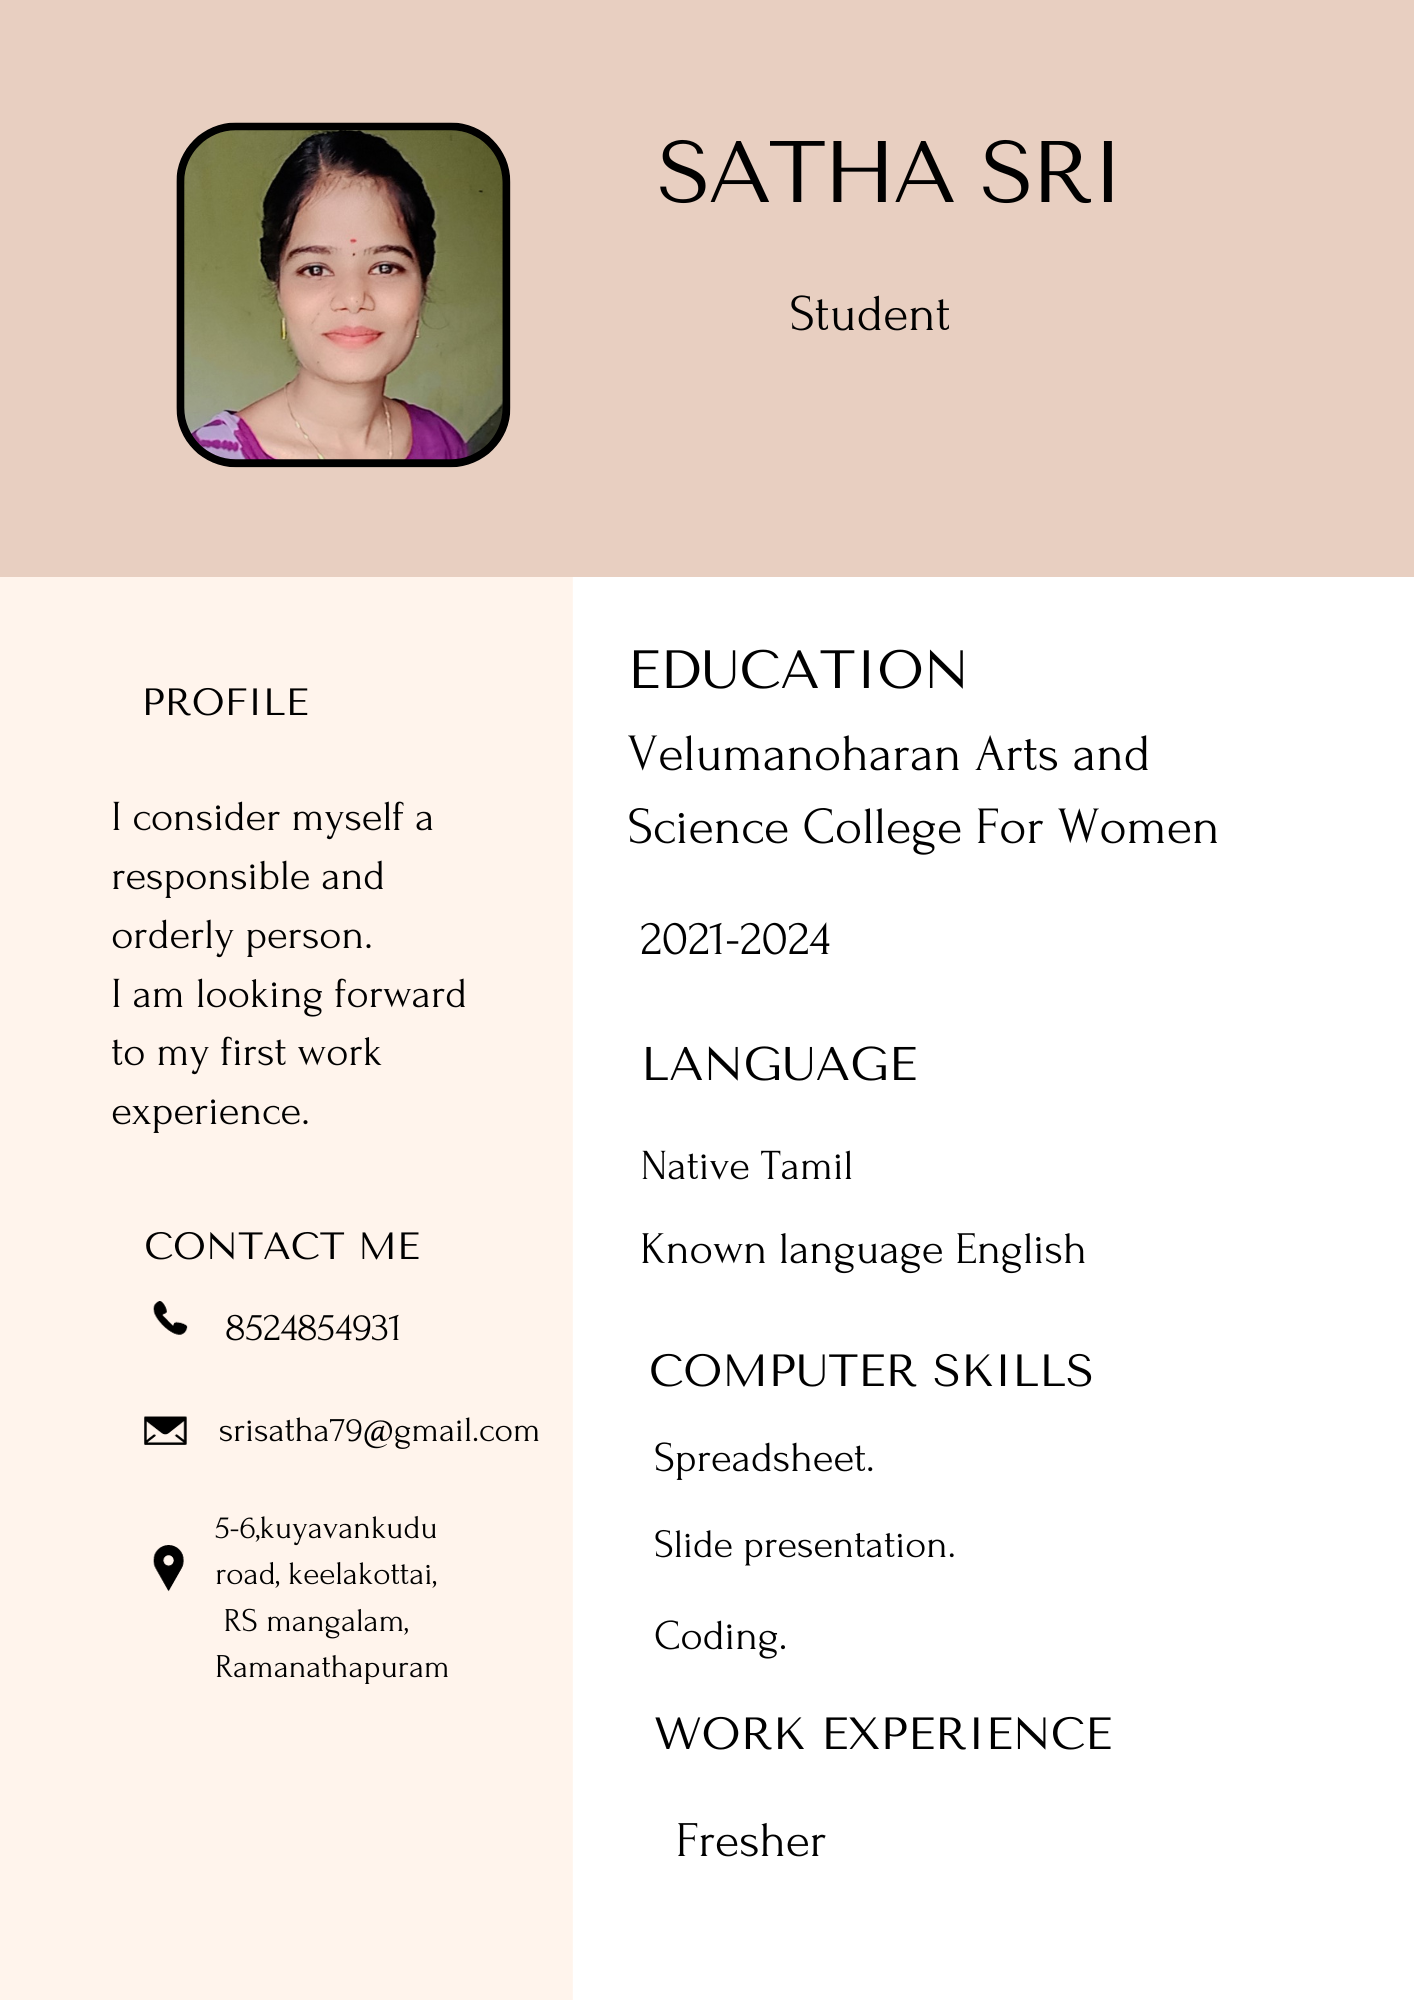 SATHA SRI
Student
PROFILE
I consider myself a
responsible and
orderly person.
I am looking forward
to my first work
experience.
CONTACT ME
8524854931
srisatha79@gmail.com
5-6,kuyavankudu
road, keelakottai,
RS mangalam,
Ramanathapuram
EDUCATION
Velumanoharan Arts and
Science College For Women
2021-2024
LANGUAGE
Native Tamil
Known language English
COMPUTER SKILLS
Spreadsheet.
Slide presentation.
Coding.
WORK EXPERIENCE
Fresher